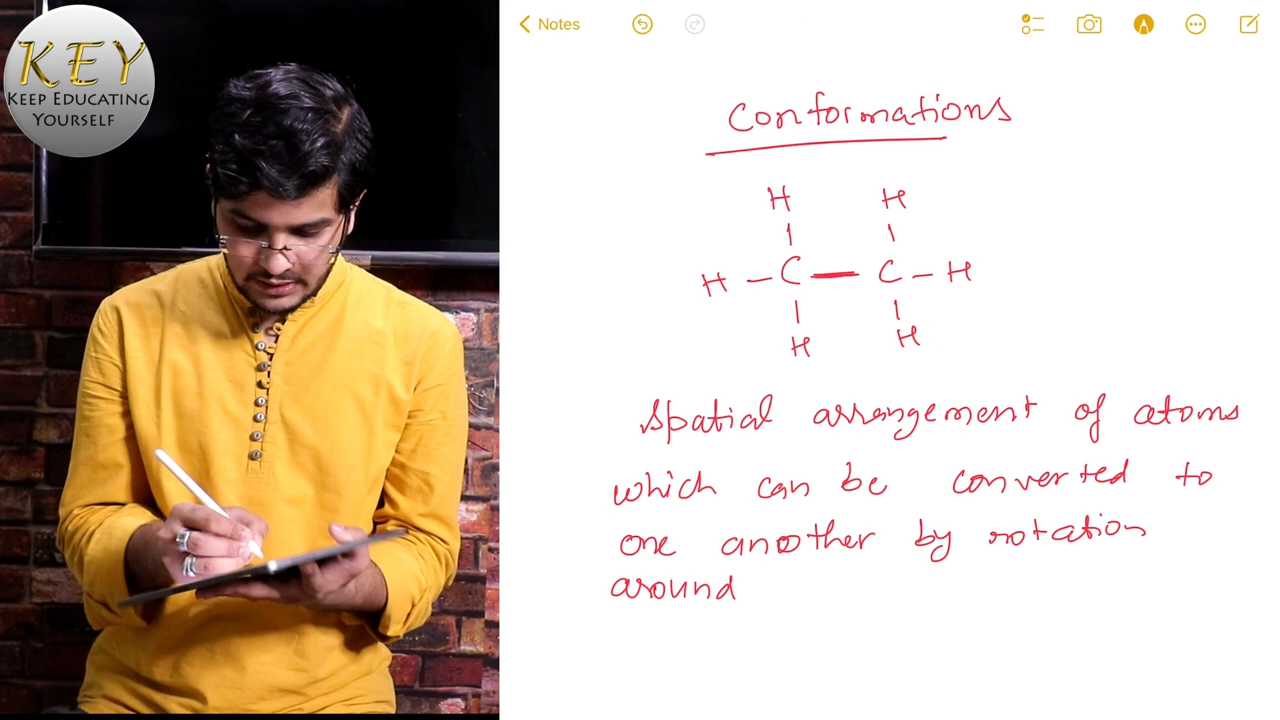 KEY
KEEP EDUCATING
YOURSELF
Notes
Conformations
H H
H – C — C – H
H H
Spatial arrangement of atoms
which can be converted to
one another by rotation
around